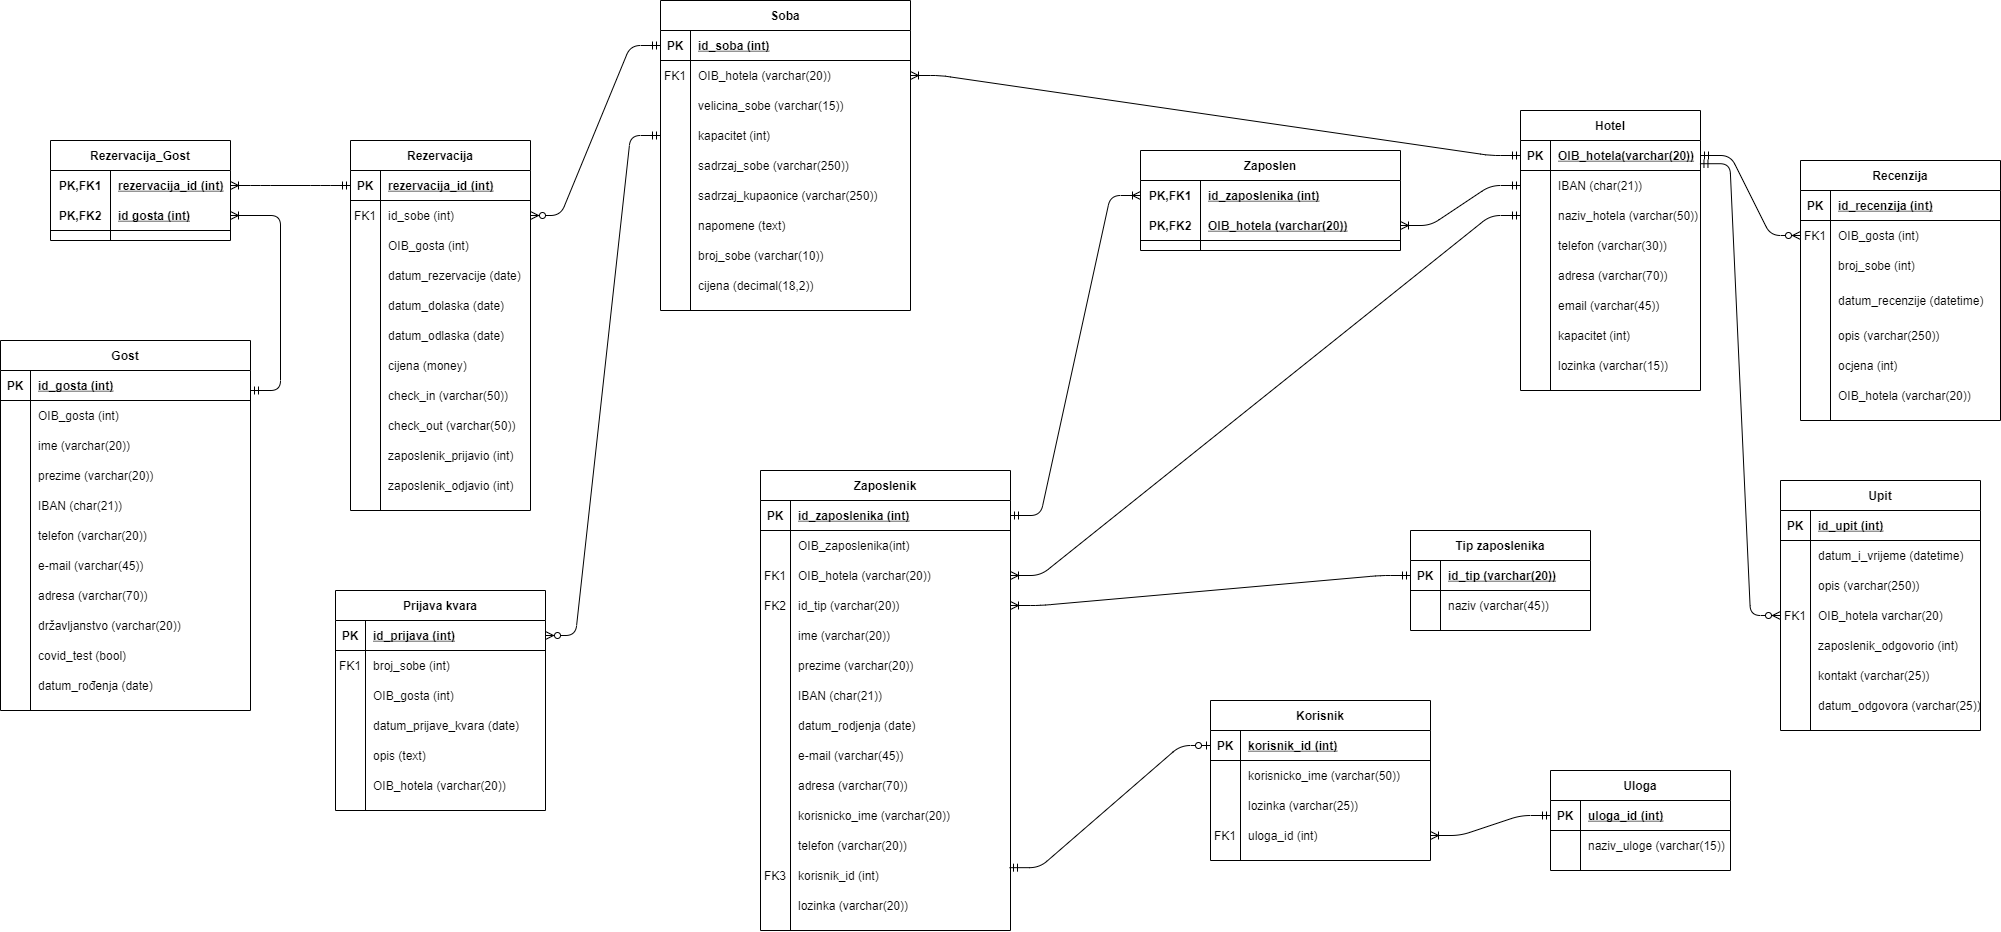 Soba
PK id_soba (int)
FK1 OIB_hotela (varchar(20))
velicina_sobe (varchar(15))
kapacitet (int)
sadrzaj_sobe (varchar(250))
sadrzaj_kupaonice (varchar(250))
napomene (text)
broj_sobe (varchar(10))
cijena (decimal(18,2))
Rezervacija_Gost
PK,FK1 rezervacija_id (int)
PK,FK2 id gosta (int)
Rezervacija
PK rezervacija_id (int)
FK1 id_sobe (int)
OIB_gosta (int)
datum_rezervacije (date)
datum_dolaska (date)
datum_odlaska (date)
cijena (money)
check_in (varchar(50))
check_out (varchar(50))
zaposlenik_prijavio (int)
zaposlenik_odjavio (int)
Zaposlen
PK,FK1 id_zaposlenika (int)
PK,FK2 OIB_hotela (varchar(20))
Hotel
PK OIB_hotela(varchar(20))
IBAN (char(21))
naziv_hotela (varchar(50))
telefon (varchar(30))
adresa (varchar(70))
email (varchar(45))
kapacitet (int)
lozinka (varchar(15))
Recenzija
PK id_recenzija (int)
FK1 OIB_gosta (int)
broj_sobe (int)
datum_recenzije (datetime)
opis (varchar(250))
ocjena (int)
OIB_hotela (varchar(20))
Gost
PK id_gosta (int)
OIB_gosta (int)
ime (varchar(20))
prezime (varchar(20))
IBAN (char(21))
telefon (varchar(20))
e-mail (varchar(45))
adresa (varchar(70))
državljanstvo (varchar(20))
covid_test (bool)
datum_rođenja (date)
Prijava kvara
PK id_prijava (int)
FK1 broj_sobe (int)
OIB_gosta (int)
datum_prijave_kvara (date)
opis (text)
OIB_hotela (varchar(20))
Zaposlenik
PK id_zaposlenika (int)
OIB_zaposlenika(int)
FK1 OIB_hotela (varchar(20))
FK2 id_tip (varchar(20))
ime (varchar(20))
prezime (varchar(20))
IBAN (char(21))
datum_rodjenja (date)
e-mail (varchar(45))
adresa (varchar(70))
korisnicko_ime (varchar(20))
telefon (varchar(20))
FK3 korisnik_id (int)
lozinka (varchar(20))
Tip zaposlenika
PK id_tip (varchar(20))
naziv (varchar(45))
Upit
PK id_upit (int)
datum_i_vrijeme (datetime)
opis (varchar(250))
FK1 OIB_hotela varchar(20)
zaposlenik_odgovorio (int)
kontakt (varchar(25))
datum_odgovora (varchar(25))
Korisnik
PK korisnik_id (int)
korisnicko_ime (varchar(50))
lozinka (varchar(25))
FK1 uloga_id (int)
Uloga
PK uloga_id (int)
naziv_uloge (varchar(15))